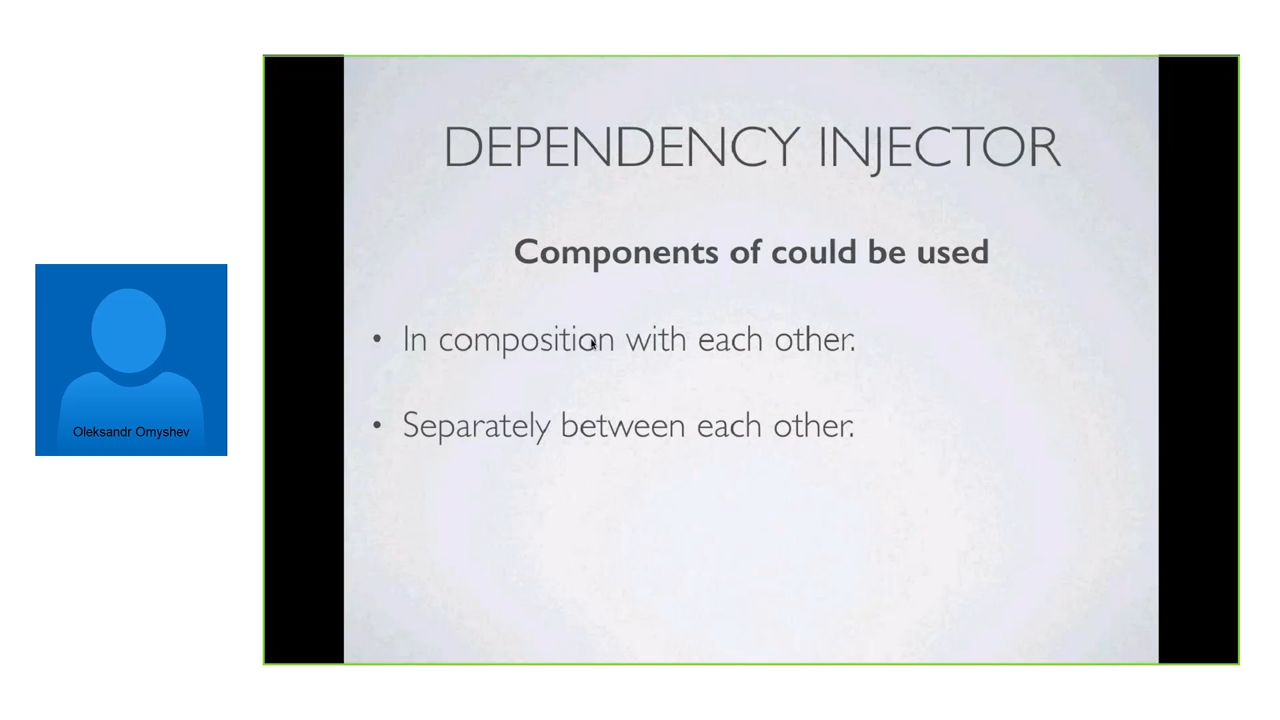 DEPENDENCY INJECTOR
Components of could be used
• In composition with each other.
• Separately between each other.
Oleksandr Omyshev